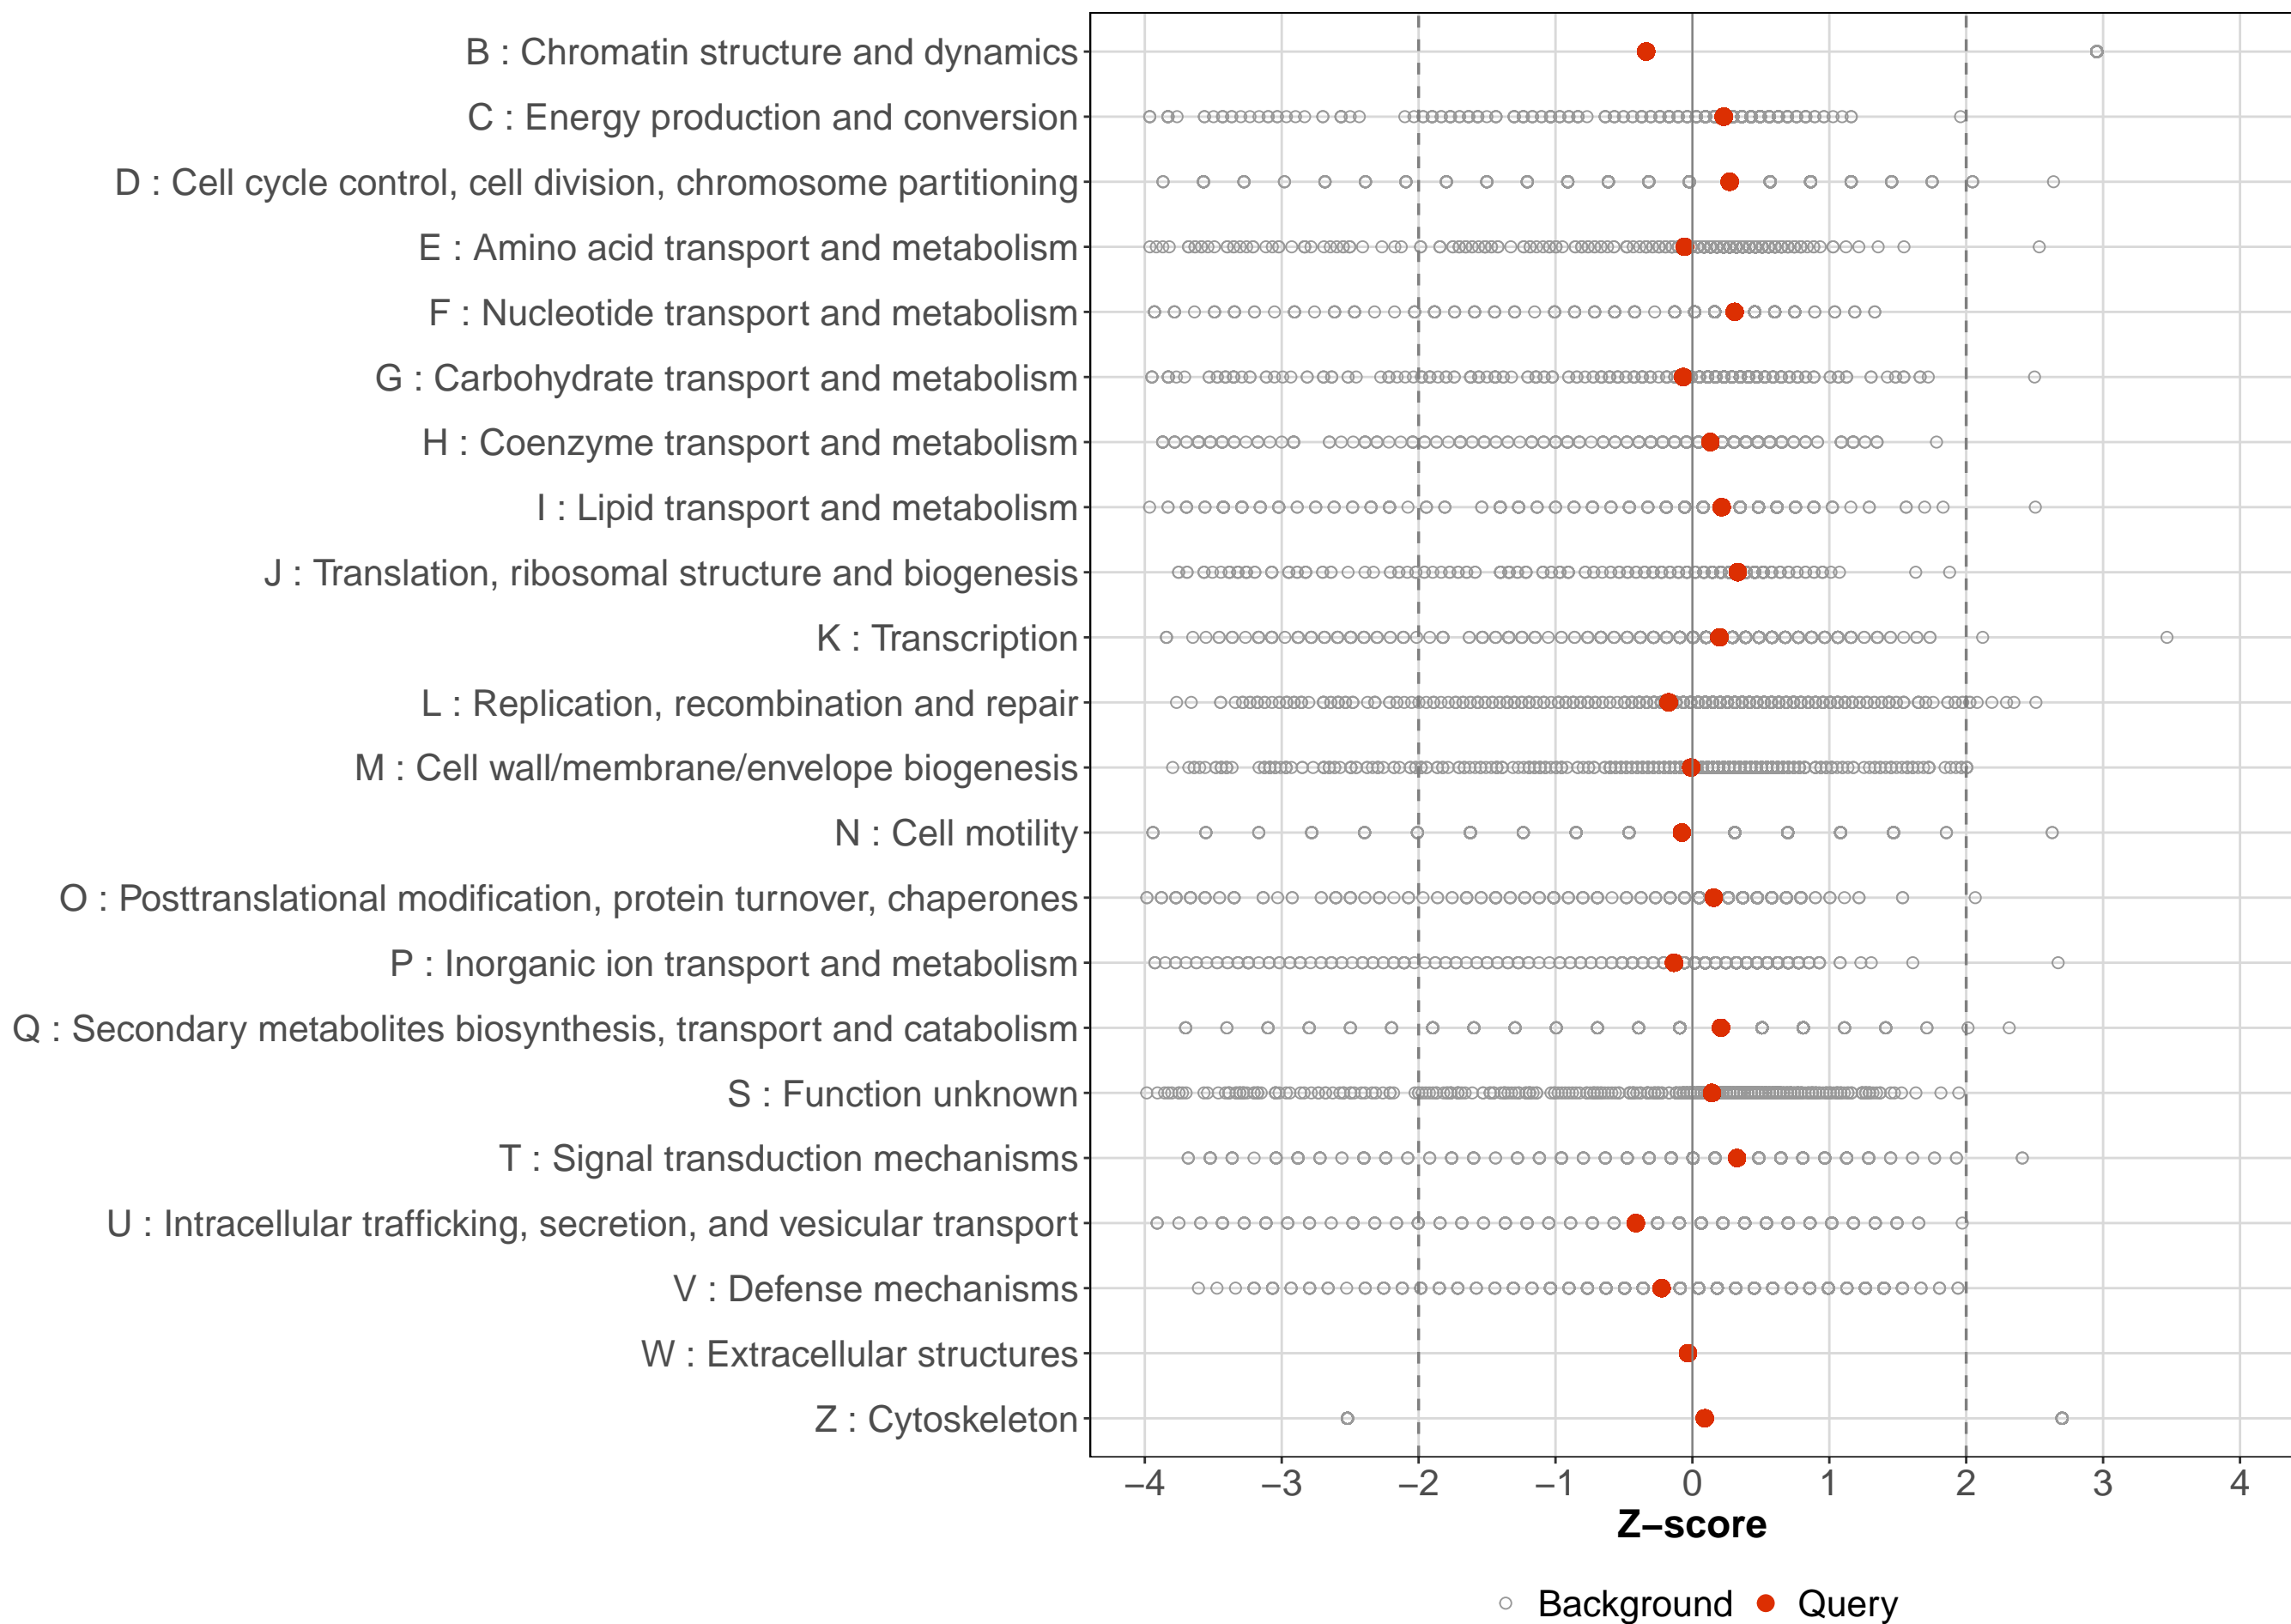 B : Chromatin structure and dynamics
C : Energy production and conversion
D : Cell cycle control, cell division, chromosome partitioning
E : Amino acid transport and metabolism
F : Nucleotide transport and metabolism
G : Carbohydrate transport and metabolism
H : Coenzyme transport and metabolism
I : Lipid transport and metabolism
J : Translation, ribosomal structure and biogenesis
K : Transcription
L : Replication, recombination and repair
M : Cell wall/membrane/envelope biogenesis
N : Cell motility
O : Posttranslational modification, protein turnover, chaperones
P : Inorganic ion transport and metabolism
Q : Secondary metabolites biosynthesis, transport and catabolism
S : Function unknown
T : Signal transduction mechanisms
U : Intracellular trafficking, secretion, and vesicular transport
V : Defense mechanisms
W : Extracellular structures
Z : Cytoskeleton
−4 −3 −2 −1 0 1 2 3 4
Z−score
Background Query